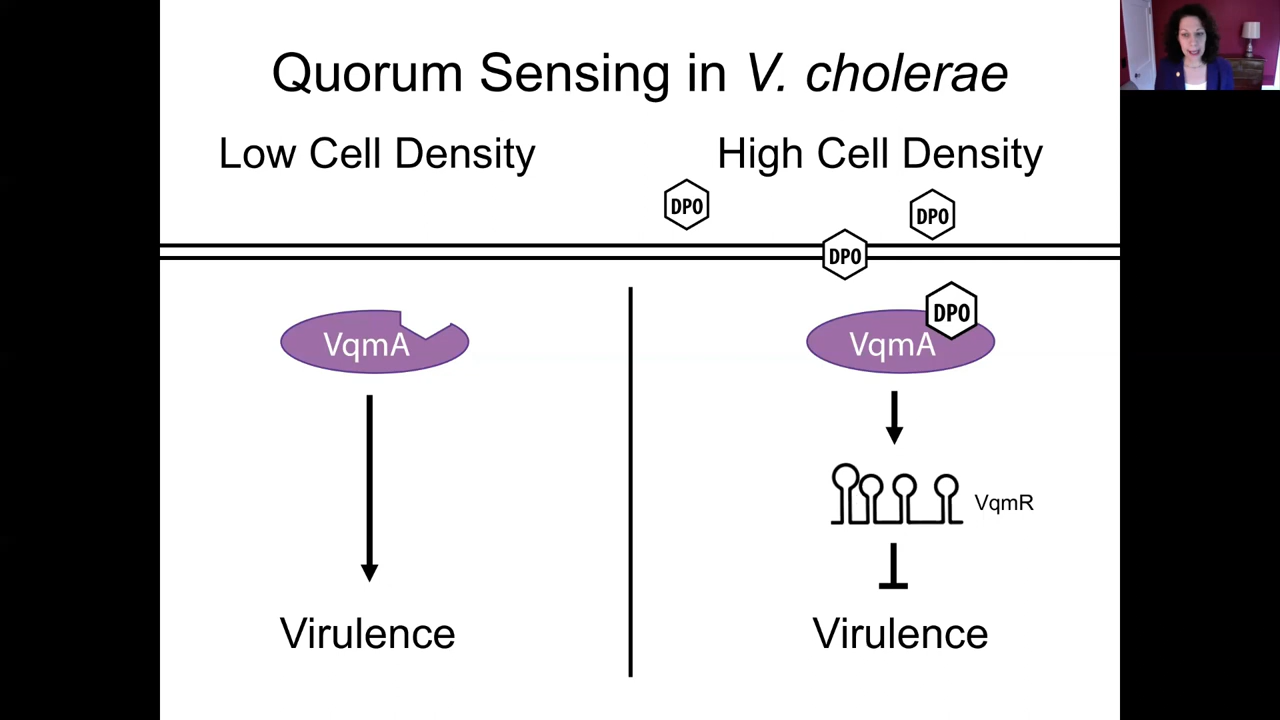 Quorum Sensing in V. cholerae
Low Cell Density
High Cell Density
DPO
DPO
DPO
DPO
VqmA
VqmA
VqmR
Virulence
Virulence